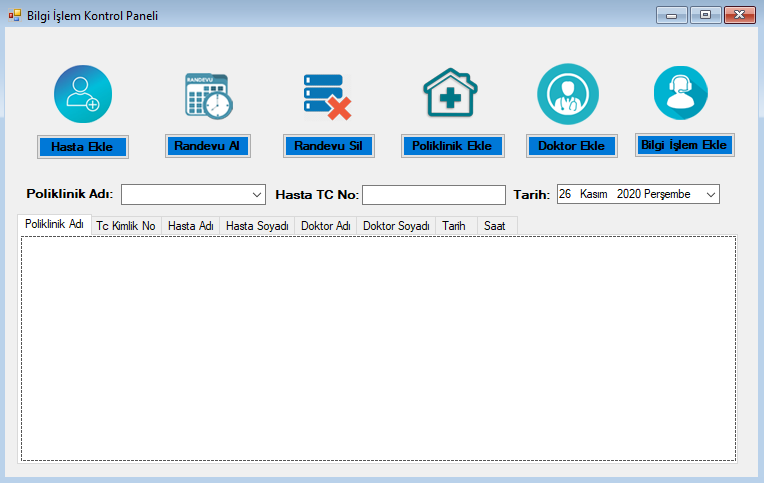 Bilgi İşlem Kontrol Paneli
RANDEVU
Hasta Ekle Randevu Al Randevu Sil Poliklinik Ekle Doktor Ekle Bilgi İşlem Ekle
Poliklinik Adı: Hasta TC No: Tarih: 26 Kasım 2020 Perşembe
Poliklinik Adı Tc Kimlik No Hasta Adı Hasta Soyadı Doktor Adı Doktor Soyadı Tarih Saat